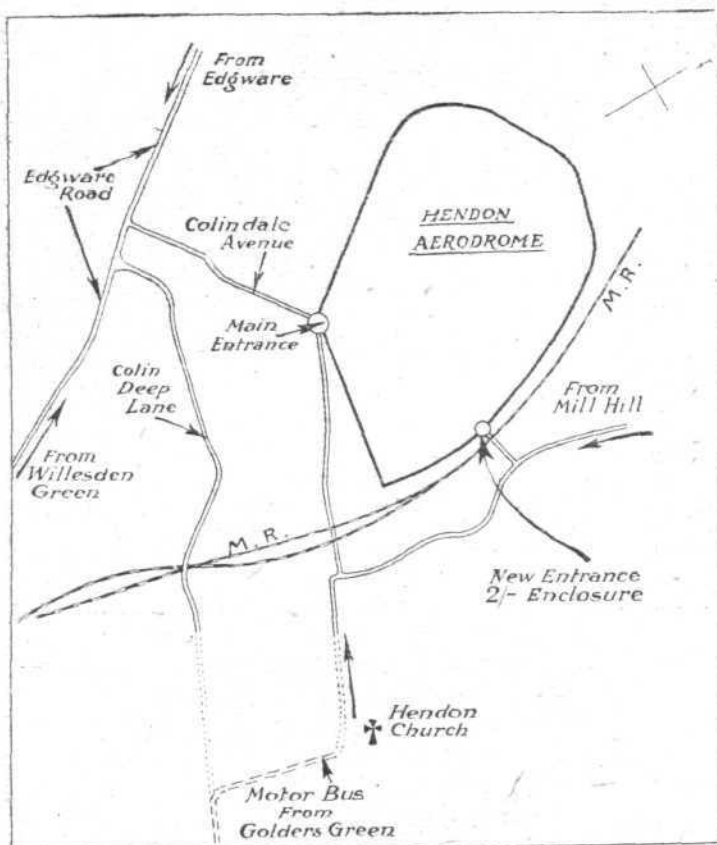 From
Edgware
Edgware
Road
Colindale
Avenue
HENDON
AERODROME
M.R.
Main
Entrance
Colin
Deep
Lane
From
Mill Hill
From
Willesden
Green
M.R.
New Entrance
2/- Enclosure
Hendon
Church
Motor Bus
From
Golders Green